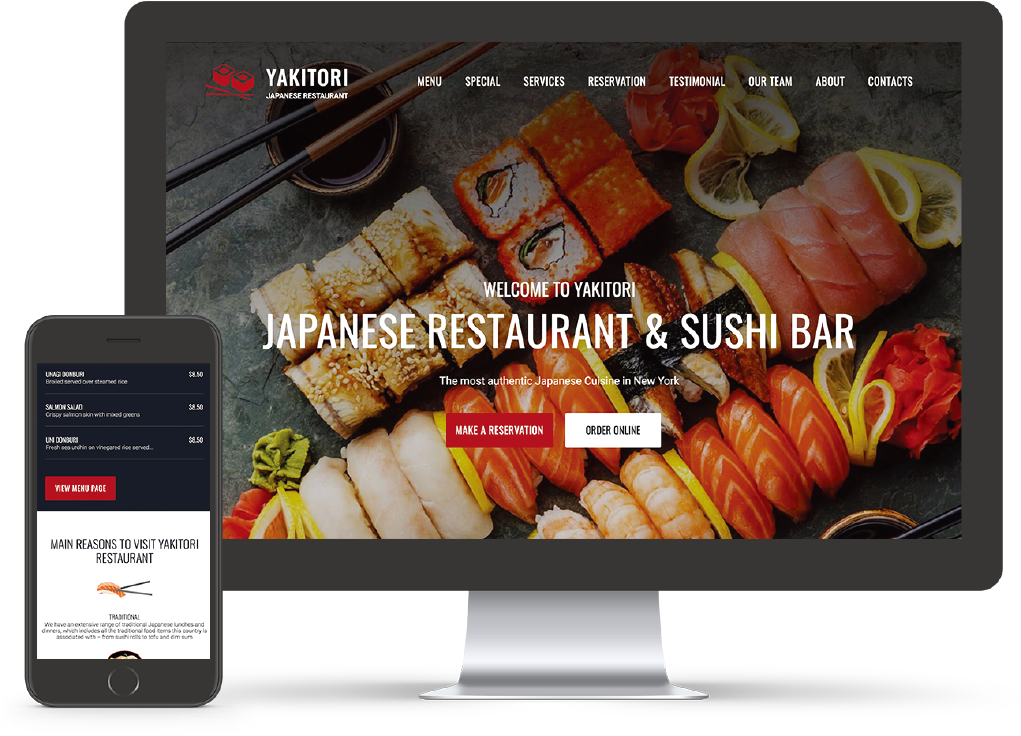 YAKITORI
JAPANESE RESTAURANT
MENU SPECIAL SERVICES RESERVATION TESTIMONIAL OUR TEAM ABOUT CONTACTS
WELCOME TO YAKITORI
JAPANESE RESTAURANT & SUSHI BAR
The most authentic Japanese Cuisine in New York
MAKE A RESERVATION ORDER ONLINE
UNAGI DONBURI $8.50
Broiled served over steamed rice
SALMON SALAD $8.50
Crispy salmon skin with mixed greens
UNI DONBURI $8.50
Fresh sea urchin on vinegared rice served...
VIEW MENU PAGE
MAIN REASONS TO VISIT YAKITORI
RESTAURANT
TRADITIONAL
We have an extensive range of traditional Japanese lunches and
dinners, which includes all the traditional food items this country is
associated with – from sushi rolls to tofu and dim sum.